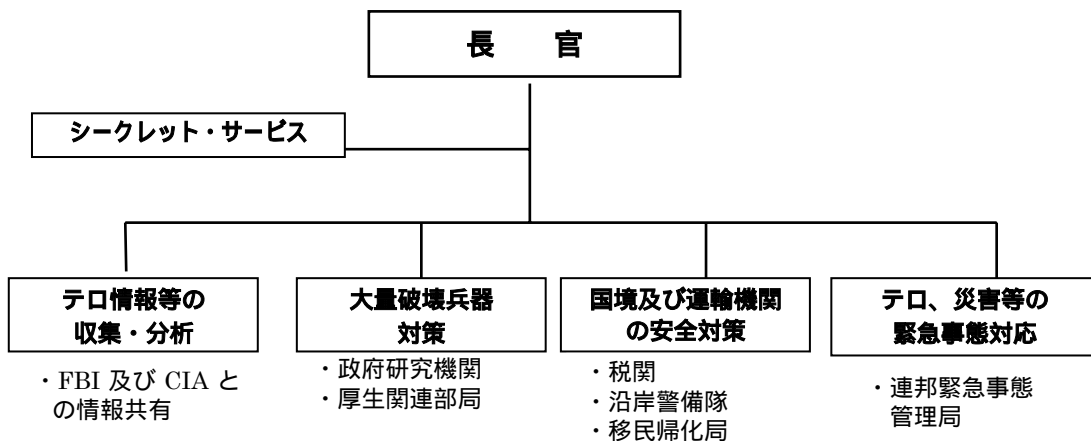 長　官
シークレット・サービス
テロ情報等の
収集・分析
・FBI 及び CIA と
の情報共有
大量破壊兵器
対策
・政府研究機関
・厚生関連部局
国境及び運輸機関
の安全対策
・税関
・沿岸警備隊
・移民帰化局
テロ、災害等の
緊急事態対応
・連邦緊急事態
管理局